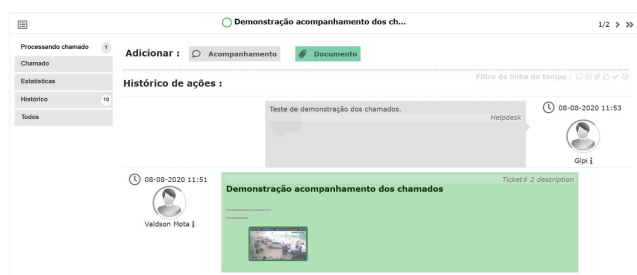 Demonstração acompanhamento dos ch...
1/2
Processando chamado 1
Chamado
Estatísticas
Histórico 10
Todos
Adicionar : Acompanhamento Documento
Filtro de linha do tempo :
Histórico de ações :
Teste de demonstração dos chamados.
Helpdesk
08-08-2020 11:53
Glpi i
08-08-2020 11:51
Valdson Mota i
Ticket# 2 description
Demonstração acompanhamento dos chamados